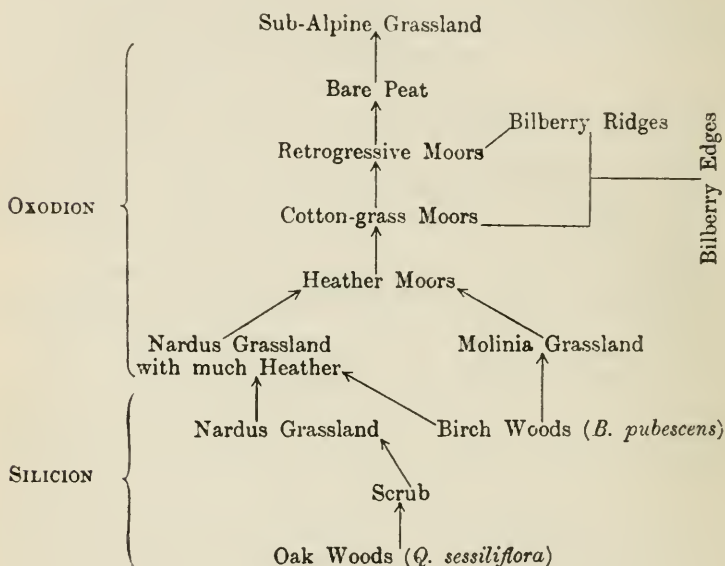 Sub-Alpine Grassland
Bare Peat
Bilberry Ridges
Retrogressive Moors
Bilberry Edges
OXODION
Cotton-grass Moors
Heather Moors
Nardus Grassland
with much Heather
Molinia Grassland
Nardus Grassland
Birch Woods (B. pubescens)
SILICION
Scrub
Oak Woods (Q. sessiliflora)